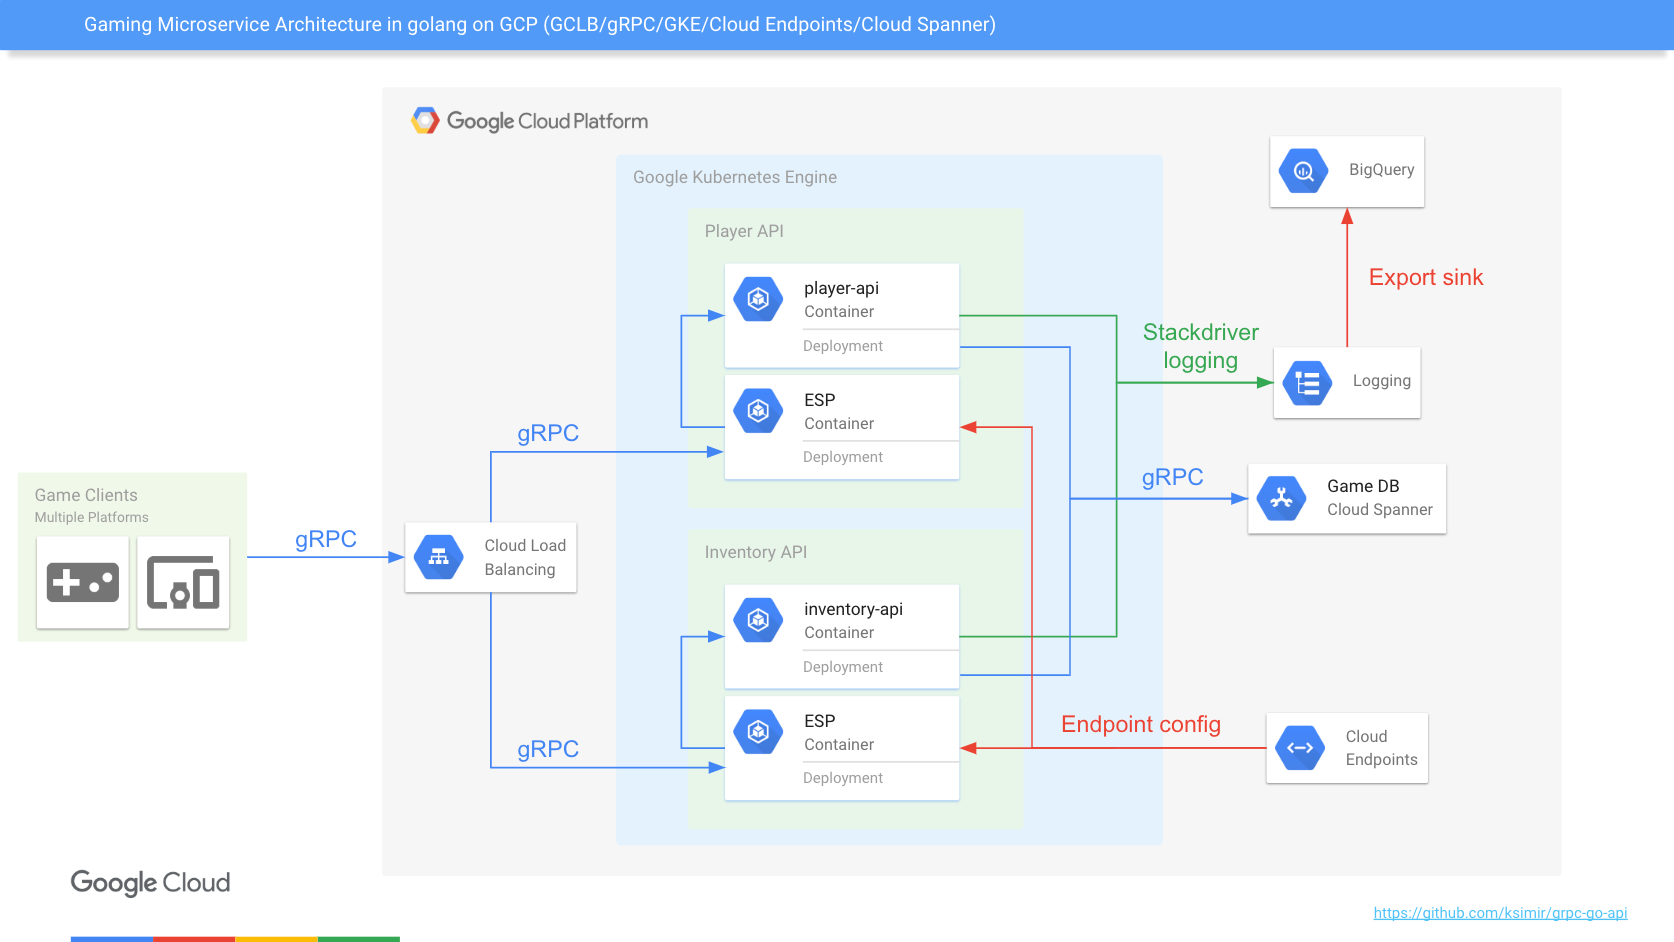 Gaming Microservice Architecture in golang on GCP (GCLB/gRPC/GKE/Cloud Endpoints/Cloud Spanner)
Google Cloud Platform
Google Kubernetes Engine
Player API
player-api
Container
Deployment
ESP
Container
Deployment
Inventory API
inventory-api
Container
Deployment
ESP
Container
Deployment
Game Clients
Multiple Platforms
gRPC
Cloud Load
Balancing
gRPC
gRPC
BigQuery
Export sink
Stackdriver
logging
Logging
gRPC
Game DB
Cloud Spanner
Endpoint config
Cloud
Endpoints
Google Cloud
https://github.com/ksimir/grpc-go-api